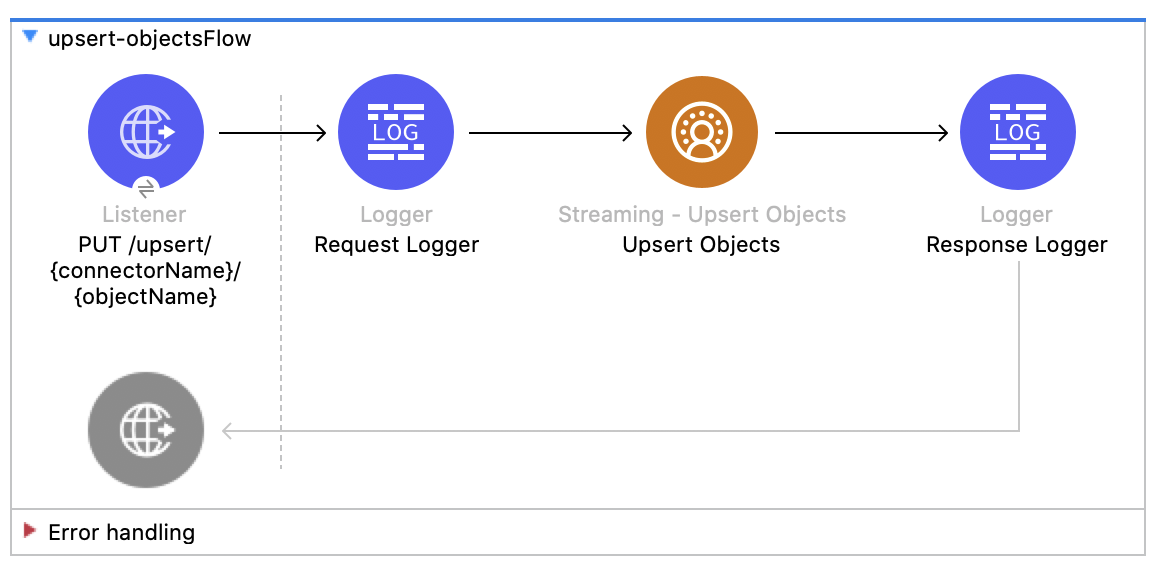 upsert-objectsFlow
LOG
LOG
Listener
Logger
Streaming - Upsert Objects
Logger
PUT /upsert/
{connectorName}/
{objectName}
Request Logger
Upsert Objects
Response Logger
Error handling